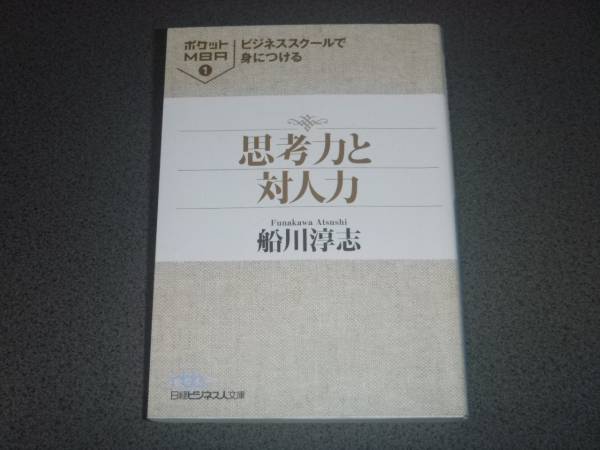 ポケット
MBA
1
ビジネススクールで
身につける
思考力と
対人力
Funakawa Atsushi
船川淳志
日経ビジネス人文庫